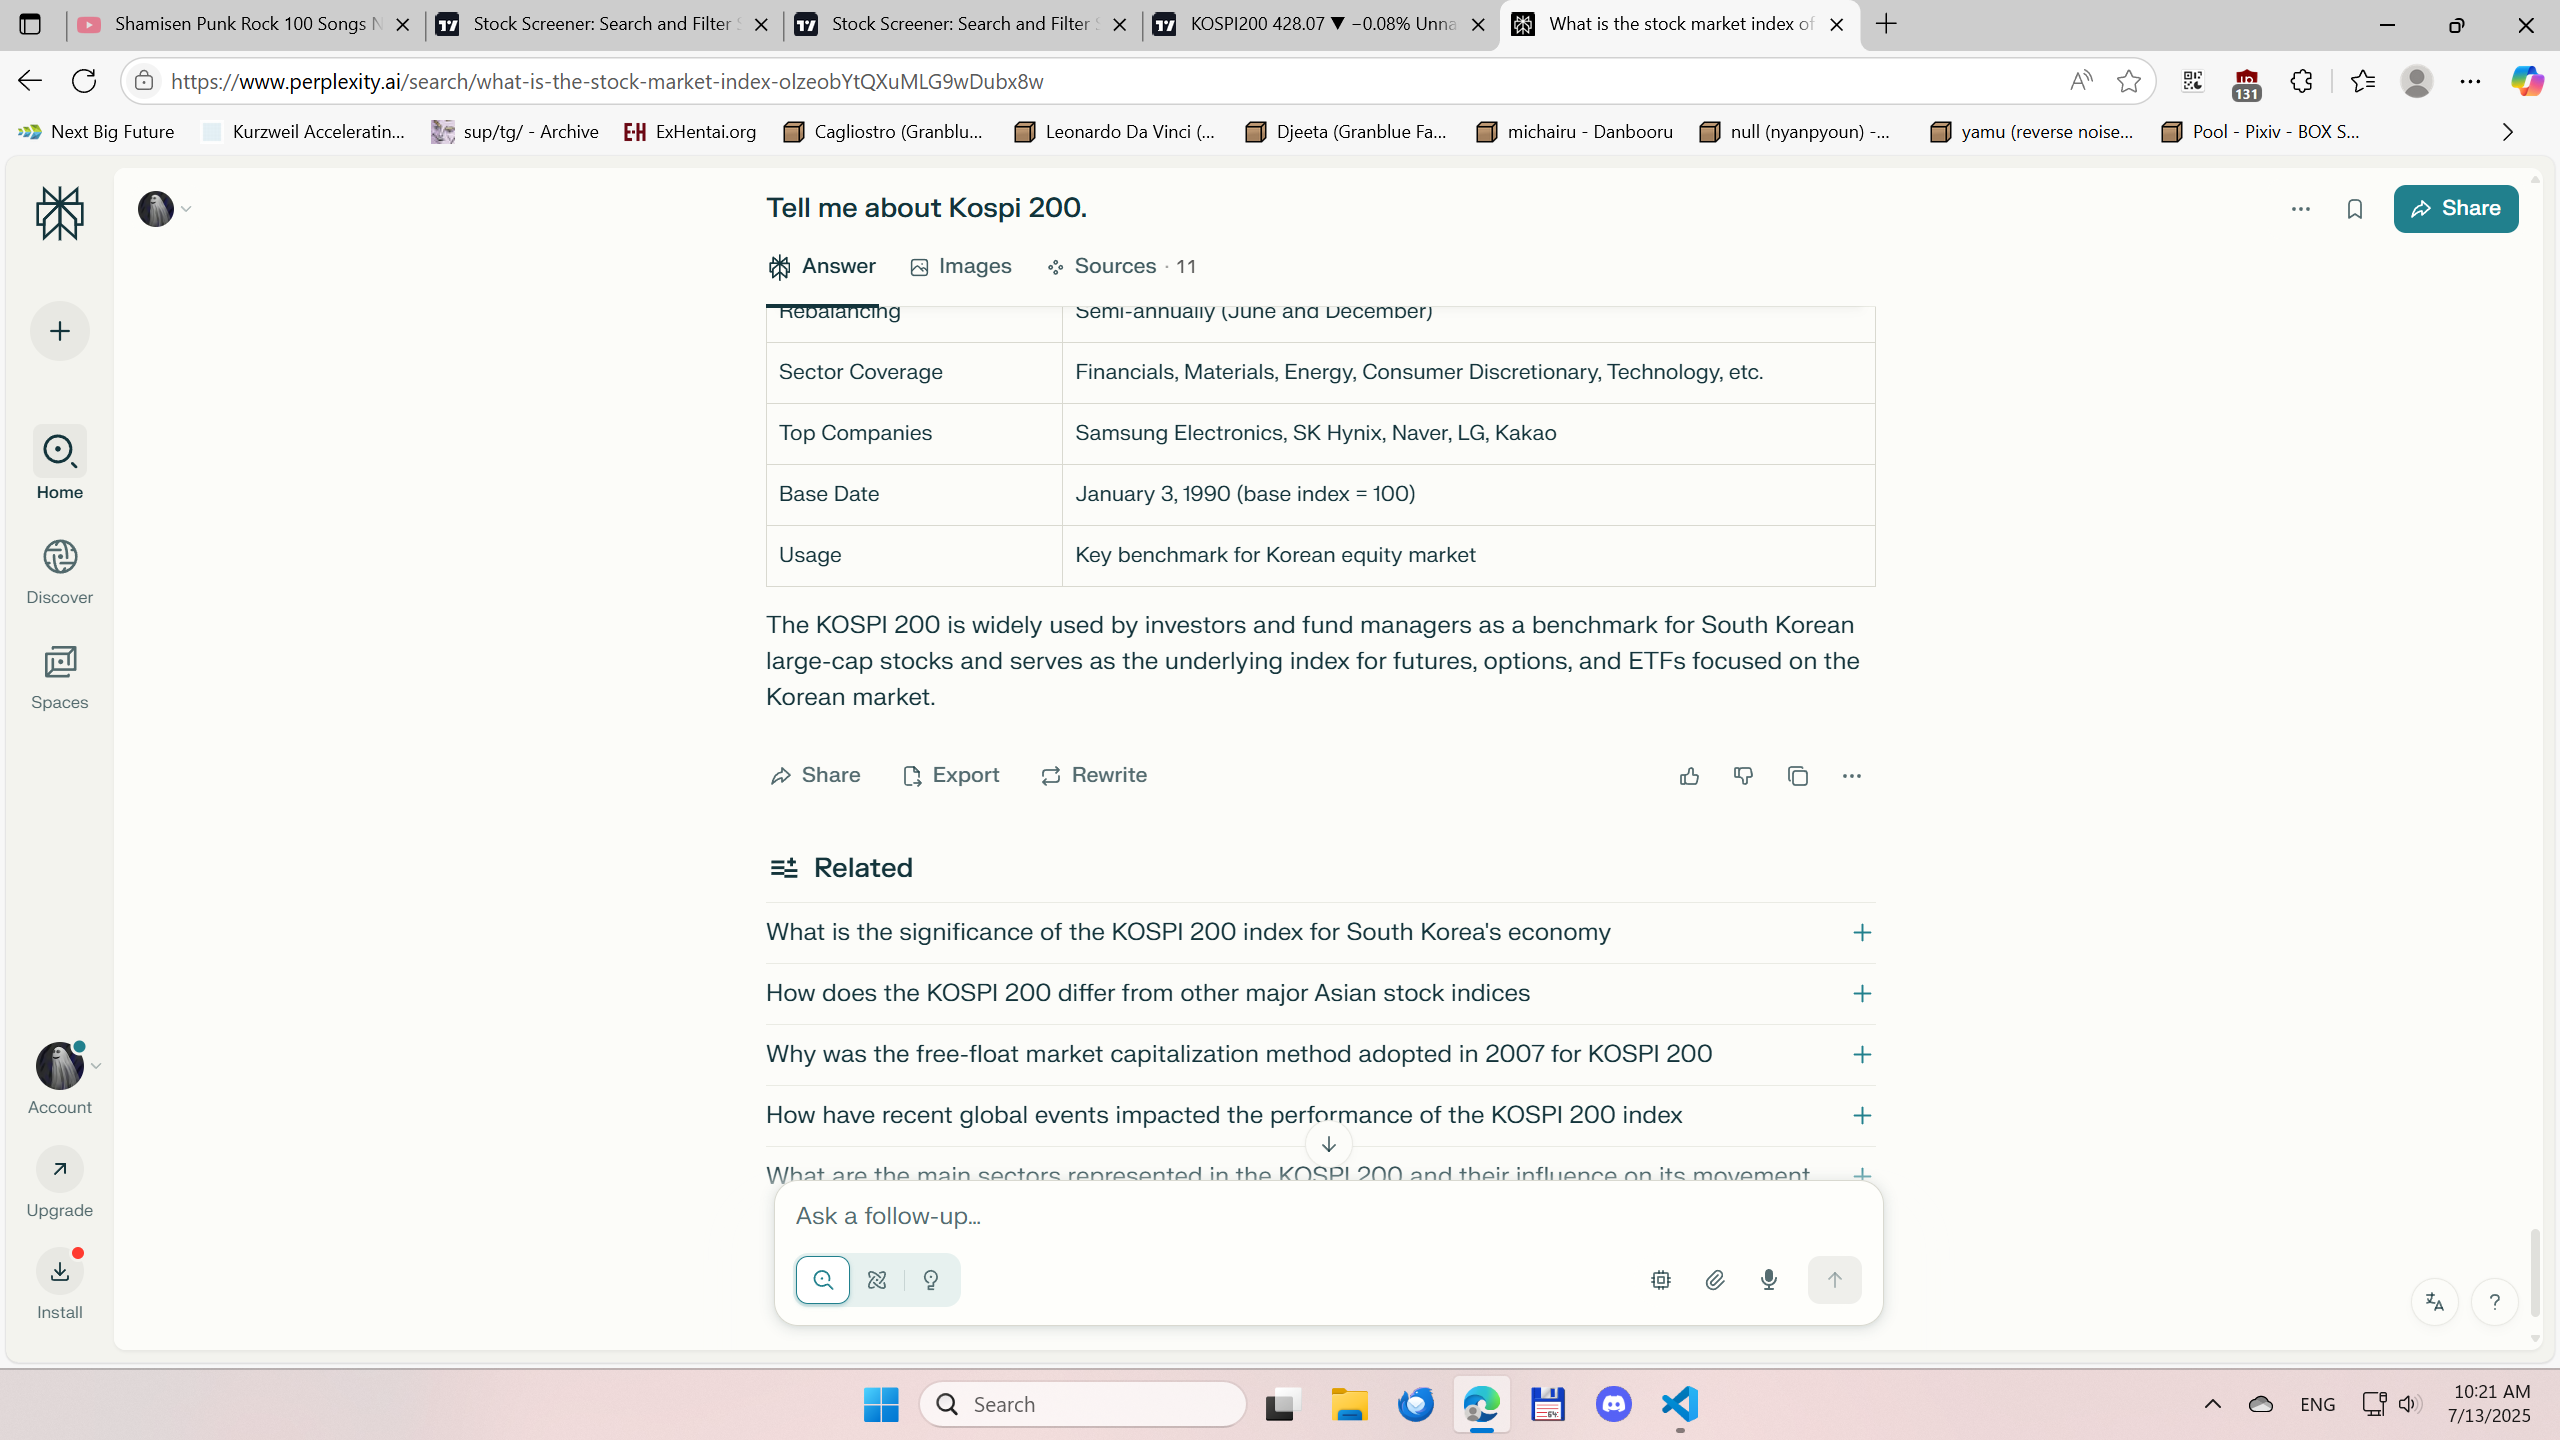 Shamisen Punk Rock 100 Songs N
Stock Screener: Search and Filter S
Stock Screener: Search and Filter S
KOSPI200 428.07 ▼ −0.08% Unna
What is the stock market index of
https://www.perplexity.ai/search/what-is-the-stock-market-index-olzeobYtQXuMLG9wDubx8w
131
Next Big Future
Kurzweil Acceleratin...
sup/tg/ - Archive
E-H ExHentai.org
Cagliostro (Granblu...
Leonardo Da Vinci (...
Djeeta (Granblue Fa...
michairu - Danbooru
null (nyanpyoun) -...
yamu (reverse noise...
Pool - Pixiv - BOX S...
Tell me about Kospi 200.
Share
Answer
Images
Sources · 11
Rebalancing
Semi-annually (June and December)
Sector Coverage
Financials, Materials, Energy, Consumer Discretionary, Technology, etc.
Top Companies
Samsung Electronics, SK Hynix, Naver, LG, Kakao
Base Date
January 3, 1990 (base index = 100)
Usage
Key benchmark for Korean equity market
The KOSPI 200 is widely used by investors and fund managers as a benchmark for South Korean
large-cap stocks and serves as the underlying index for futures, options, and ETFs focused on the
Korean market.
Share
Export
Rewrite
Related
What is the significance of the KOSPI 200 index for South Korea's economy
How does the KOSPI 200 differ from other major Asian stock indices
Why was the free-float market capitalization method adopted in 2007 for KOSPI 200
How have recent global events impacted the performance of the KOSPI 200 index
What are the main sectors represented in the KOSPI 200 and their influence on its movement
Ask a follow-up...
Home
Discover
Spaces
Account
Upgrade
Install
?
Search
ENG
10:21 AM
7/13/2025